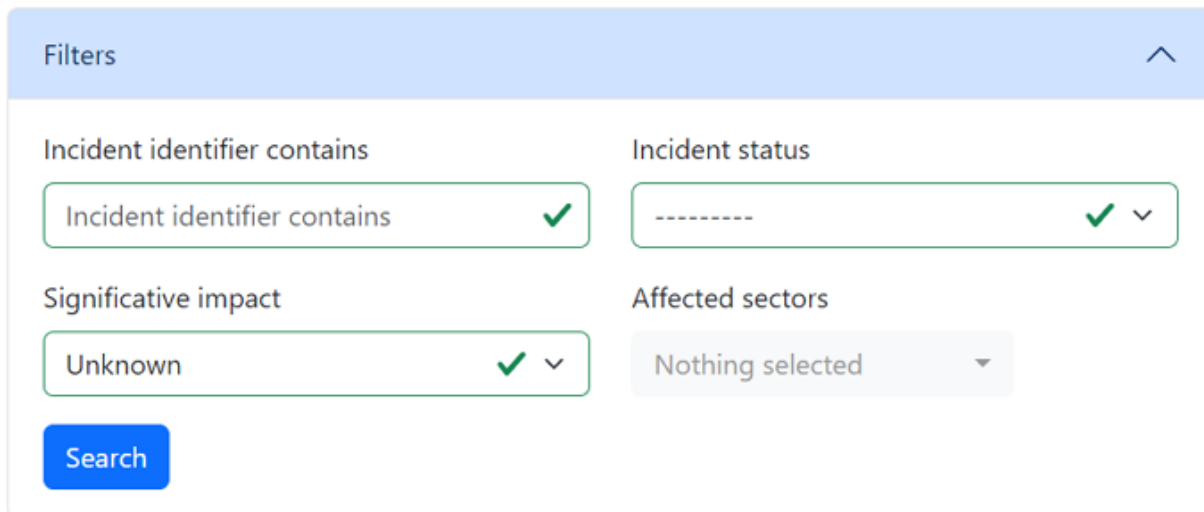 Filters
Incident identifier contains
Incident status
Incident identifier contains
---------
Significative impact
Affected sectors
Unknown
Nothing selected
Search